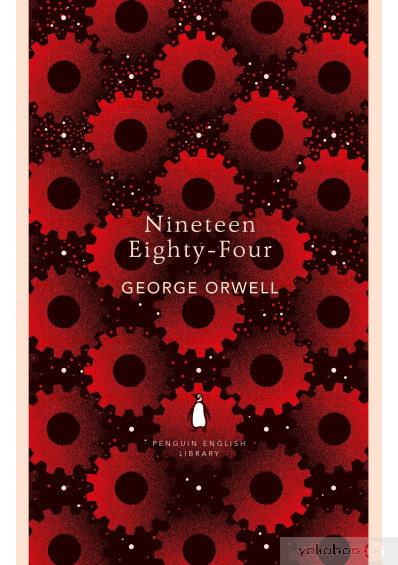 Nineteen
Eighty-Four
GEORGE ORWELL
PENGUIN ENGLISH
LIBRARY
yakaboo